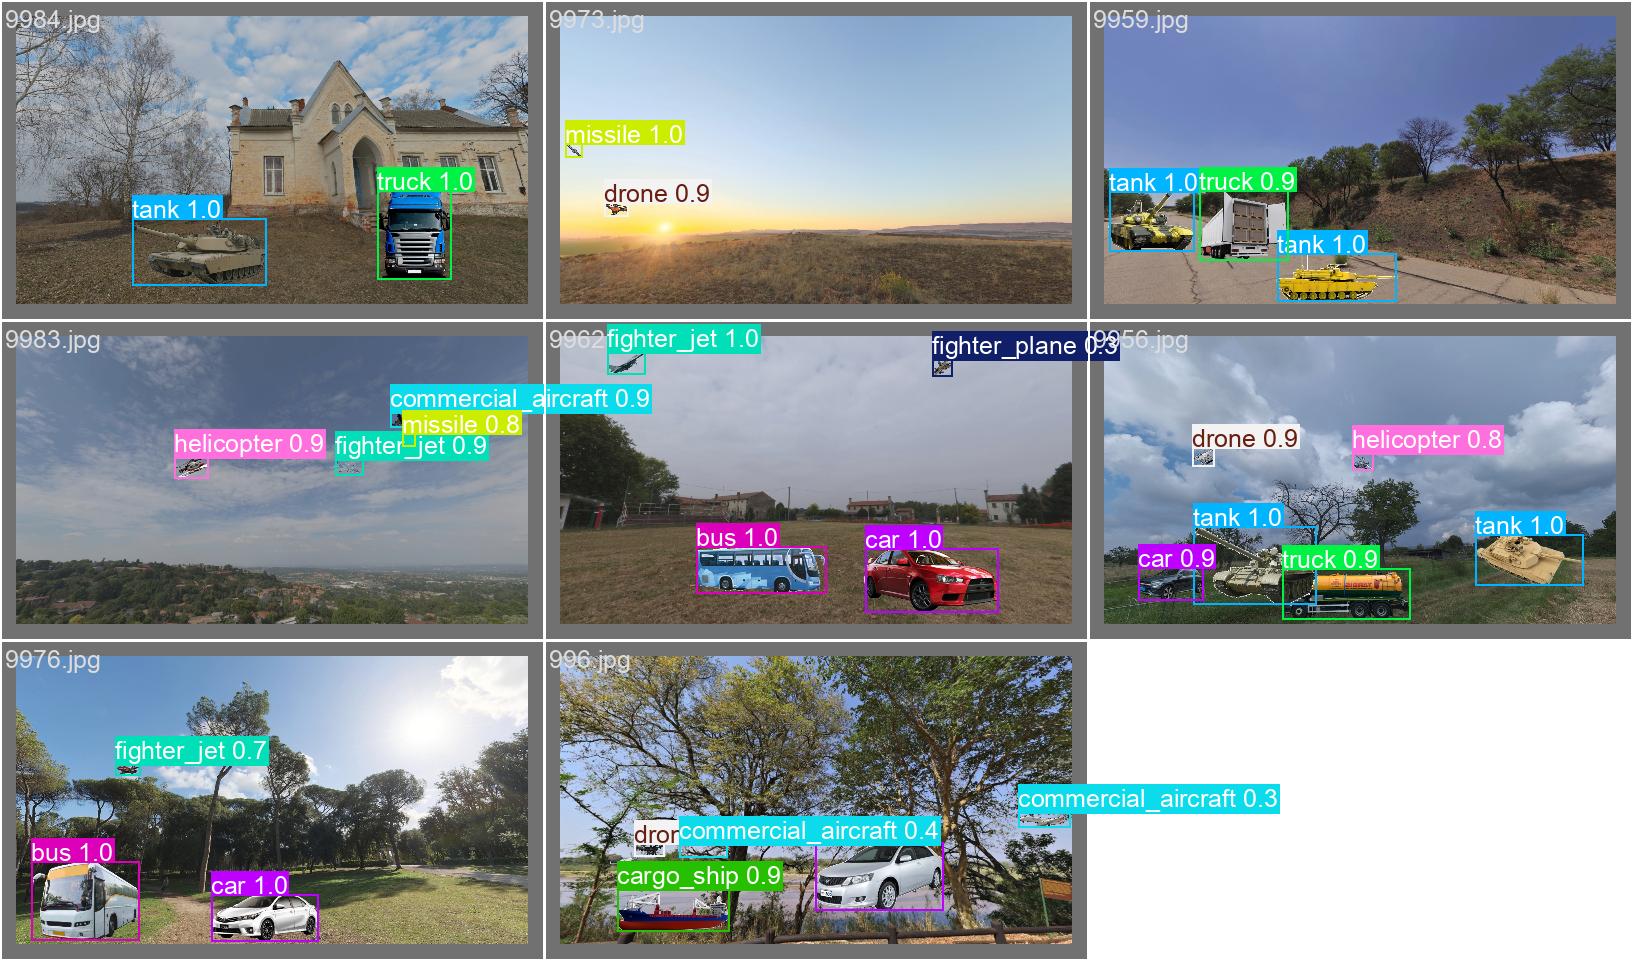 9984.jpg
truck 1.0
tank 1.0
9973.jpg
missile 1.0
drone 0.9
9959.jpg
tank 1.0
truck 0.9
tank 1.0
9983.jpg
commercial_aircraft 0.9
missile 0.8
helicopter 0.9
fighter_jet 0.9
9962
fighter_jet 1.0
fighter_plane 0.3
bus 1.0
car 1.0
9956.jpg
drone 0.9
helicopter 0.8
tank 1.0
tank 1.0
car 0.9
truck 0.9
9976.jpg
fighter_jet 0.7
bus 1.0
car 1.0
996.jpg
commercial_aircraft 0.3
dron
commercial_aircraft 0.4
cargo_ship 0.9